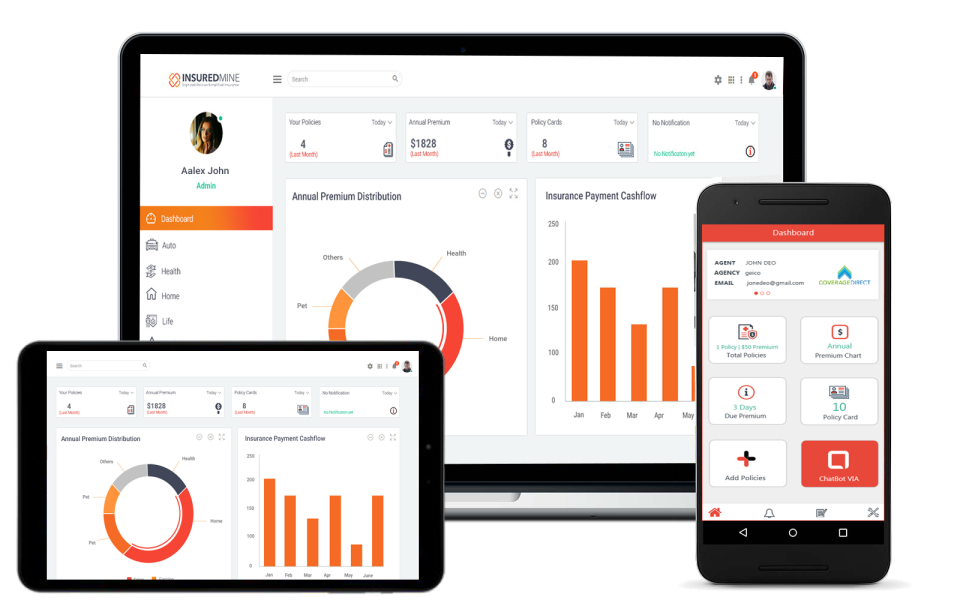 INSUREDMINE
Search
Aalex John
Admin
Dashboard
Auto
Health
Home
Life
Your Policies
Today
4
(Last Month)
Annual Premium
Today
$1828
(Last Month)
Policy Cards
Today
8
(Last Month)
No Notification
Today
No Notification yet
Annual Premium Distribution
Others
Health
Pet
Home
Insurance Payment Cashflow
250
200
150
100
50
0
Jan Feb Mar Apr May
Search
Your Policies
Today
4
(Last Month)
Annual Premium
Today
$1828
(Last Month)
Policy Cards
Today
8
(Last Month)
No Notification
Today
No Notification yet
Annual Premium Distribution
Others
Health
Pet
Home
Pet
Insurance Payment Cashflow
250
200
150
100
0
Jan Feb Mar Apr May June
Dashboard
AGENT JOHN DEO
AGENCY geico
EMAIL jonedeo@gmail.com
COVERAGEDIRECT
1 Policy | $50 Premuium
Total Policies
$
Annual
Premium Chart
3 Days
Due Premium
10
Policy Card
Add Policies
ChatBot VIA